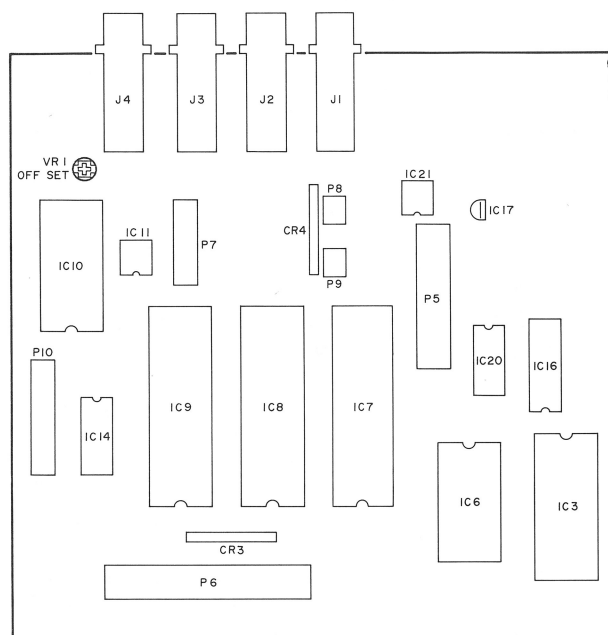 J4
J3
J2
J1
VR1
OFF SET
IC21
P8
IC17
IC11
CR4
P7
IC10
P9
P5
P10
IC20
IC16
IC9
IC8
IC7
IC14
IC6
IC3
CR3
P6